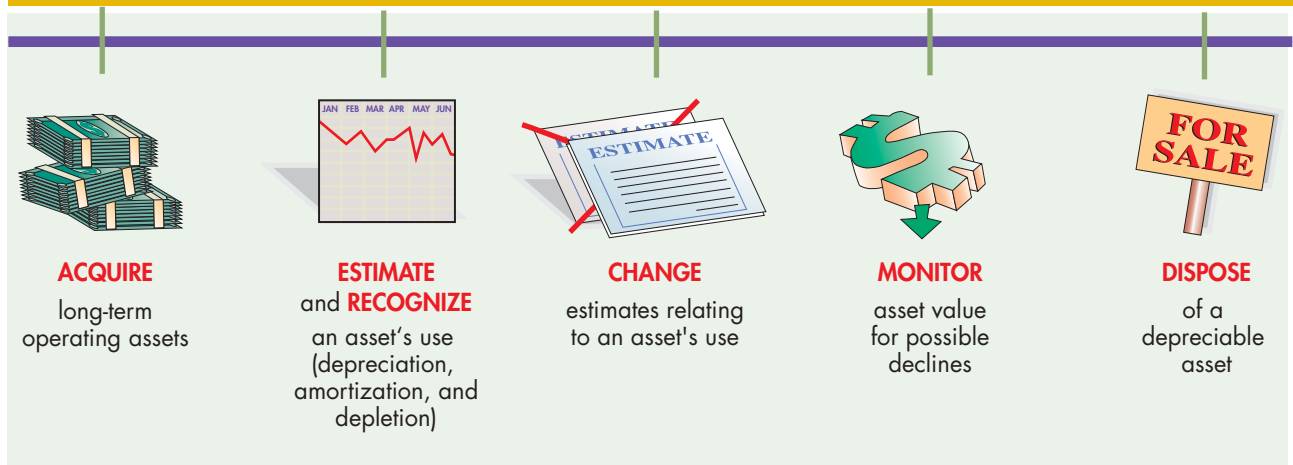 ACQUIRE
long-term
operating assets
JAN FEB MAR APR MAY JUN
ESTIMATE
and RECOGNIZE
an asset‘s use
(depreciation,
amortization, and
depletion)
ESTIMATE
ESTIMATE
CHANGE
estimates relating
to an asset's use
MONITOR
asset value
for possible
declines
FOR
SALE
DISPOSE
of a
depreciable
asset